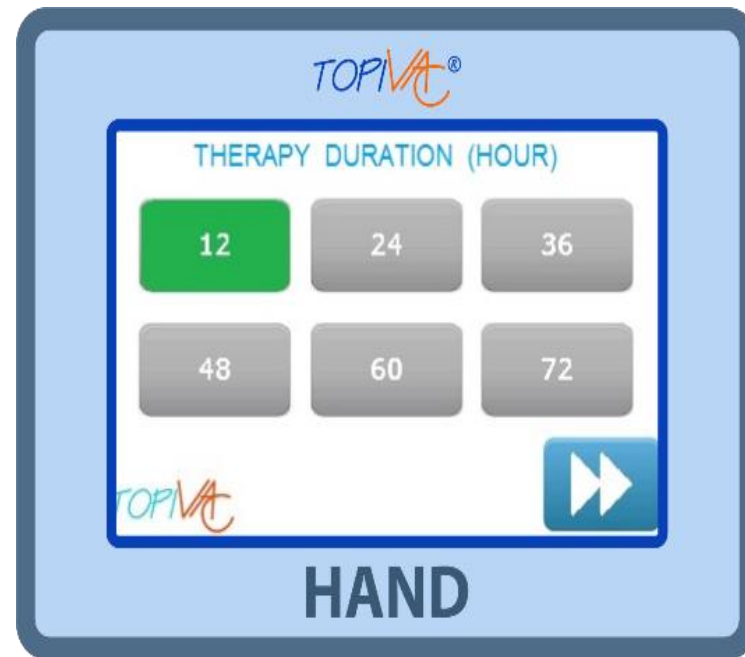 TOPIVAC®
THERAPY DURATION (HOUR)
12 24 36
48 60 72
TOPIVAC
HAND